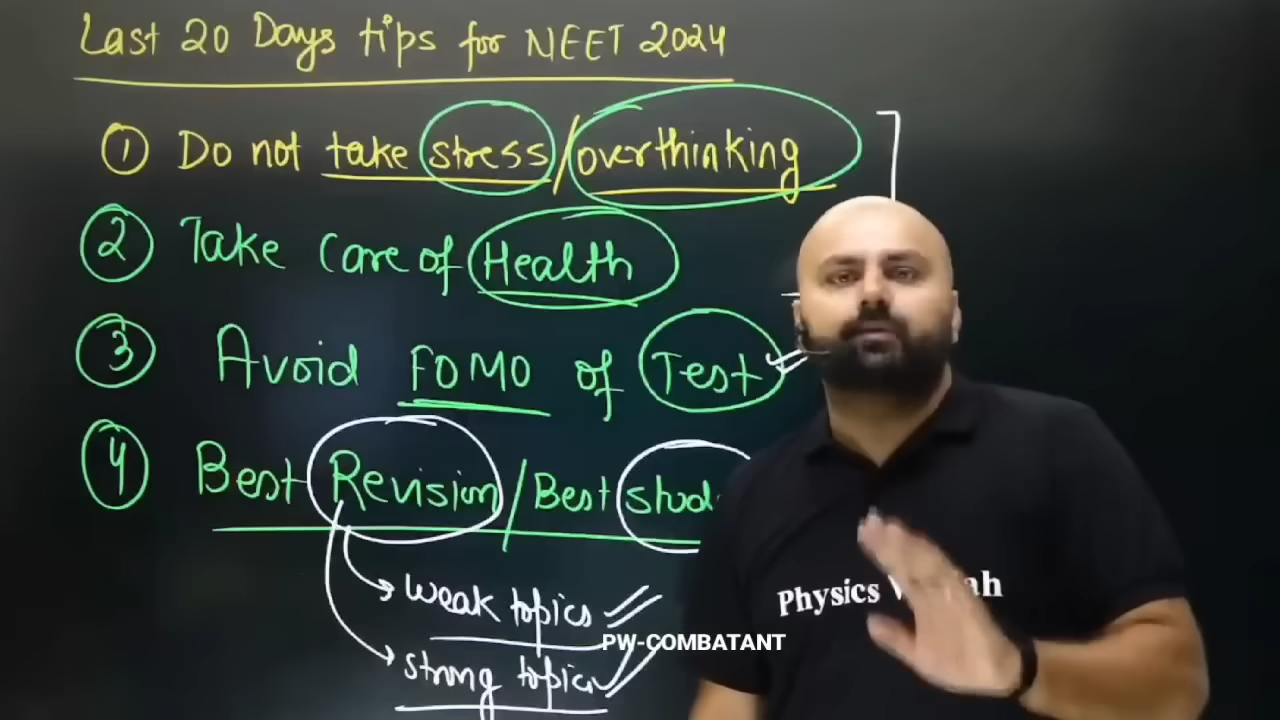 Last 20 Days tips for NEET 2024
① Do not take stress / overthinking
② Take care of Health
③ Avoid FOMO of Test
④ Best Revision / Best
weak topics
strong topics
Physics
PW-COMBATANT